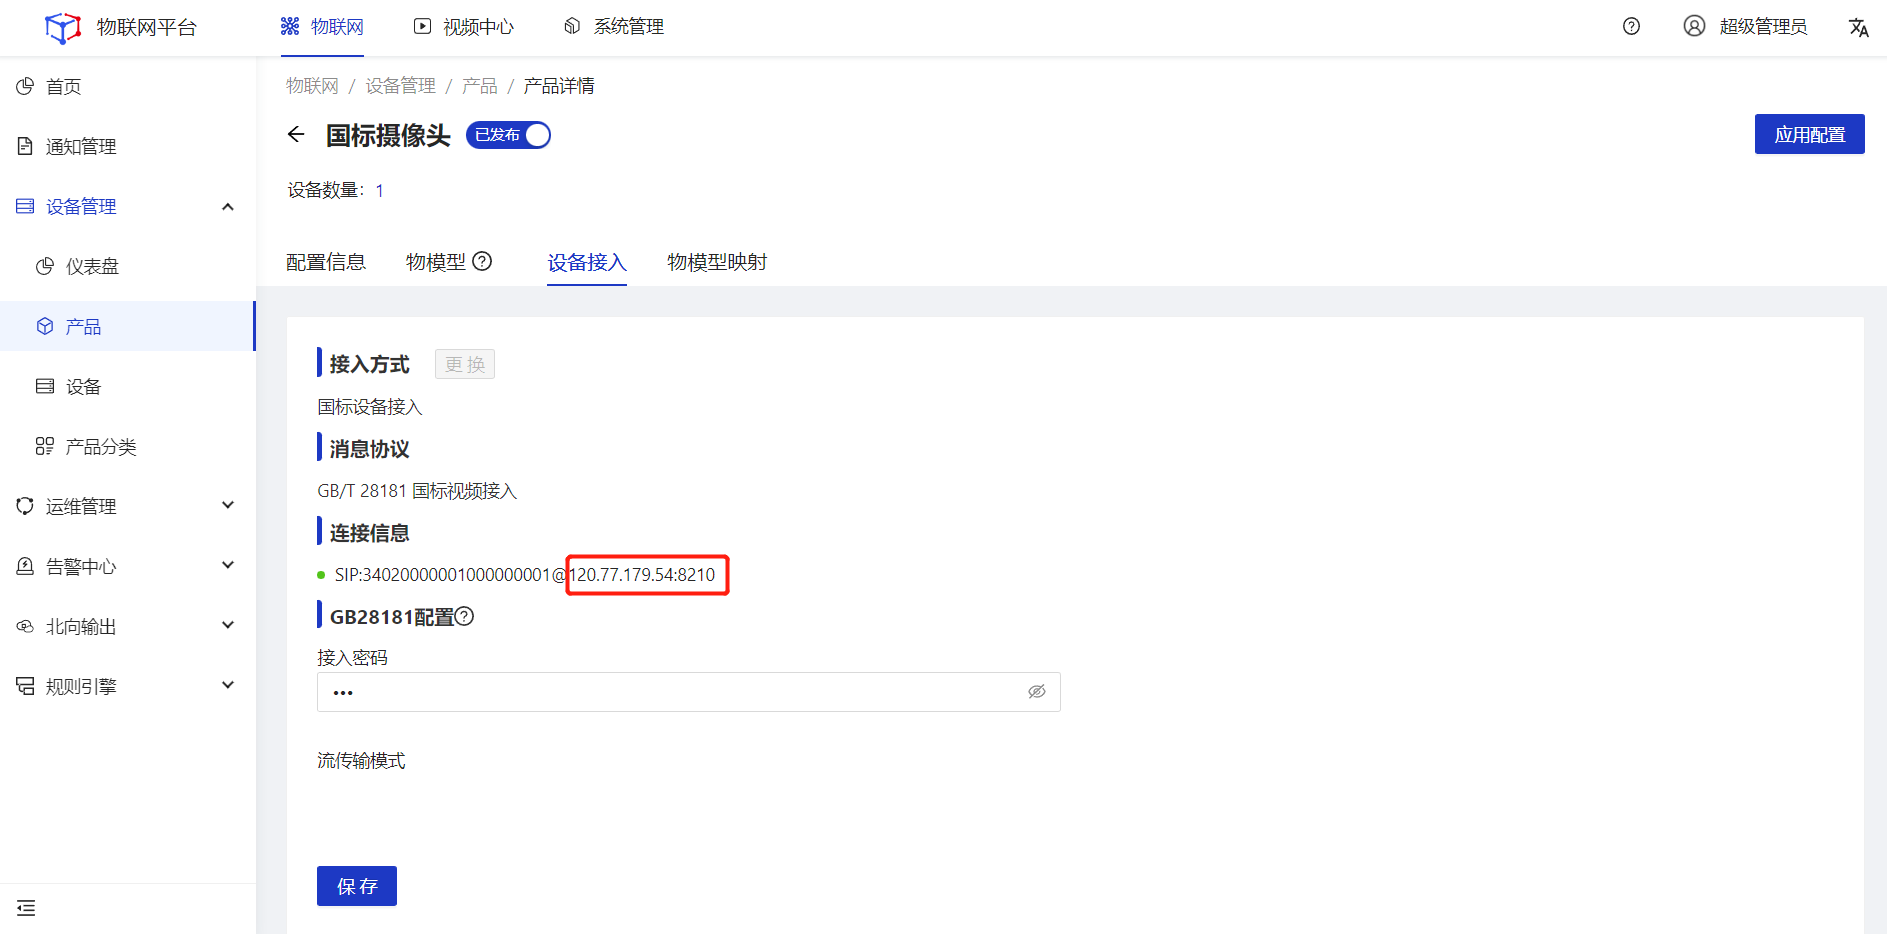 物联网平台
物联网
视频中心
系统管理
超级管理员
首页
通知管理
设备管理
仪表盘
产品
设备
产品分类
运维管理
告警中心
北向输出
规则引擎
物联网 / 设备管理 / 产品 / 产品详情
国标摄像头
已发布
应用配置
设备数量: 1
配置信息
物模型
设备接入
物模型映射
接入方式
更 换
国标设备接入
消息协议
GB/T 28181 国标视频接入
连接信息
SIP:34020000001000000001@120.77.179.54:8210
GB28181配置
接入密码
•••
流传输模式
保 存